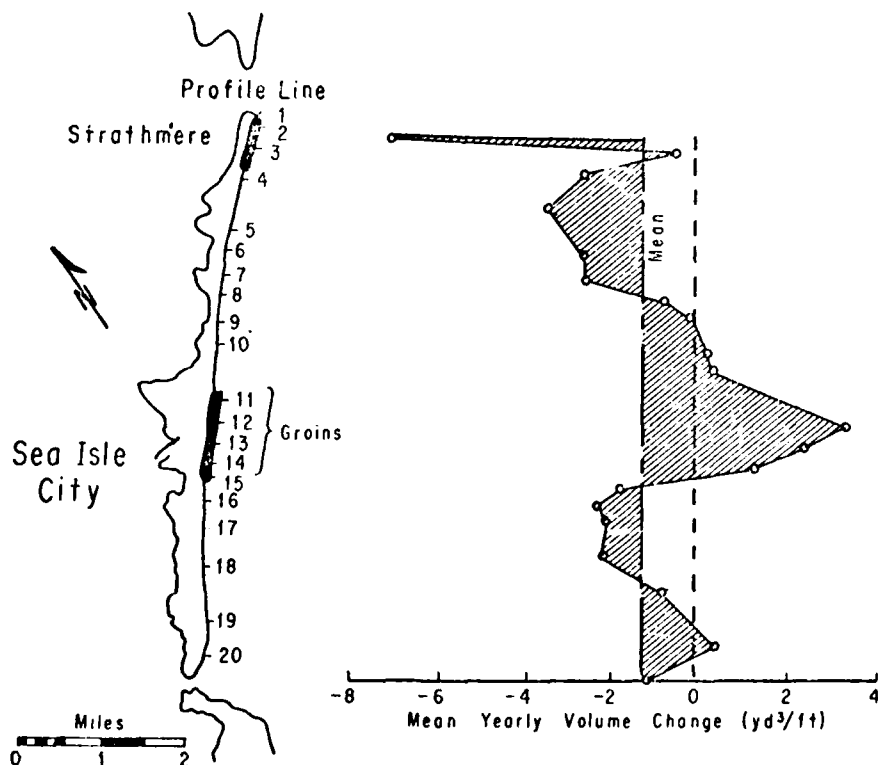 Profile Line
Strathmere
1
2
3
4
5
6
7
8
9
10
11
12
13
14
15
16
17
18
19
20
Groins
Sea Isle
City
Miles
0 1 2
Mean
-8 -6 -4 -2 0 2 4
Mean Yearly Volume Change (yd³/ft)